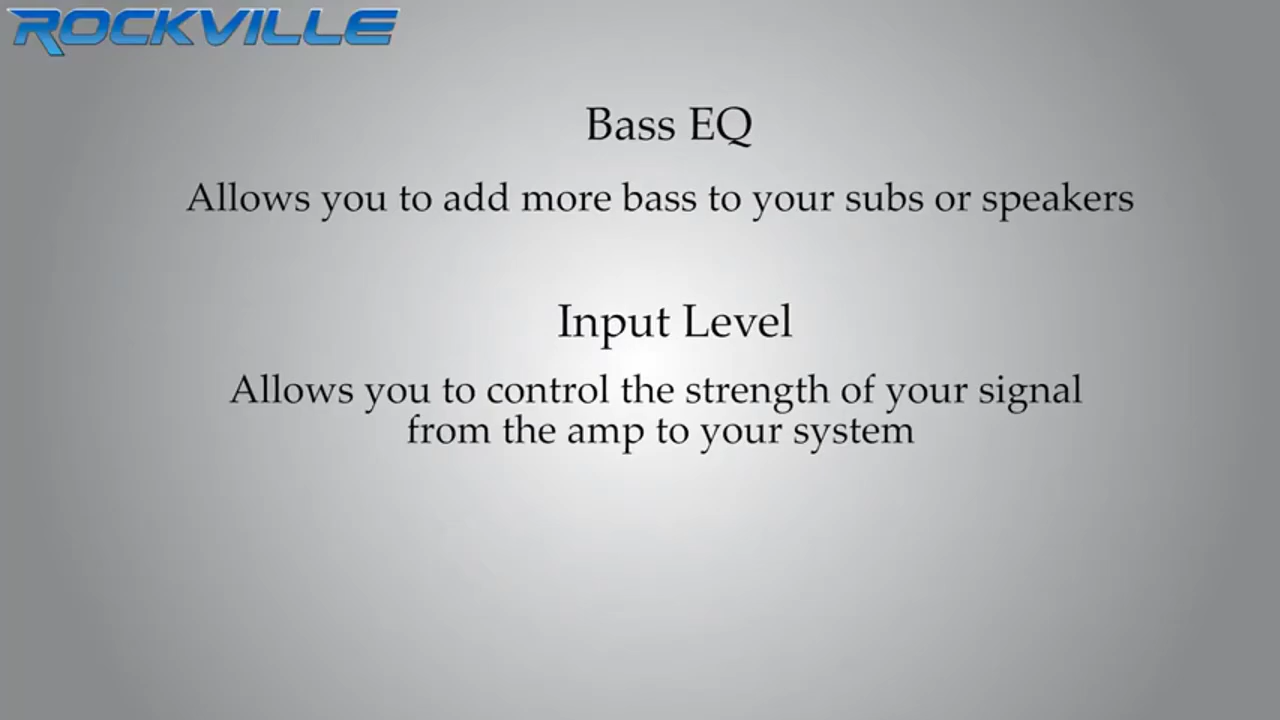 ROCKVILLE
Bass EQ
Allows you to add more bass to your subs or speakers
Input Level
Allows you to control the strength of your signal
from the amp to your system